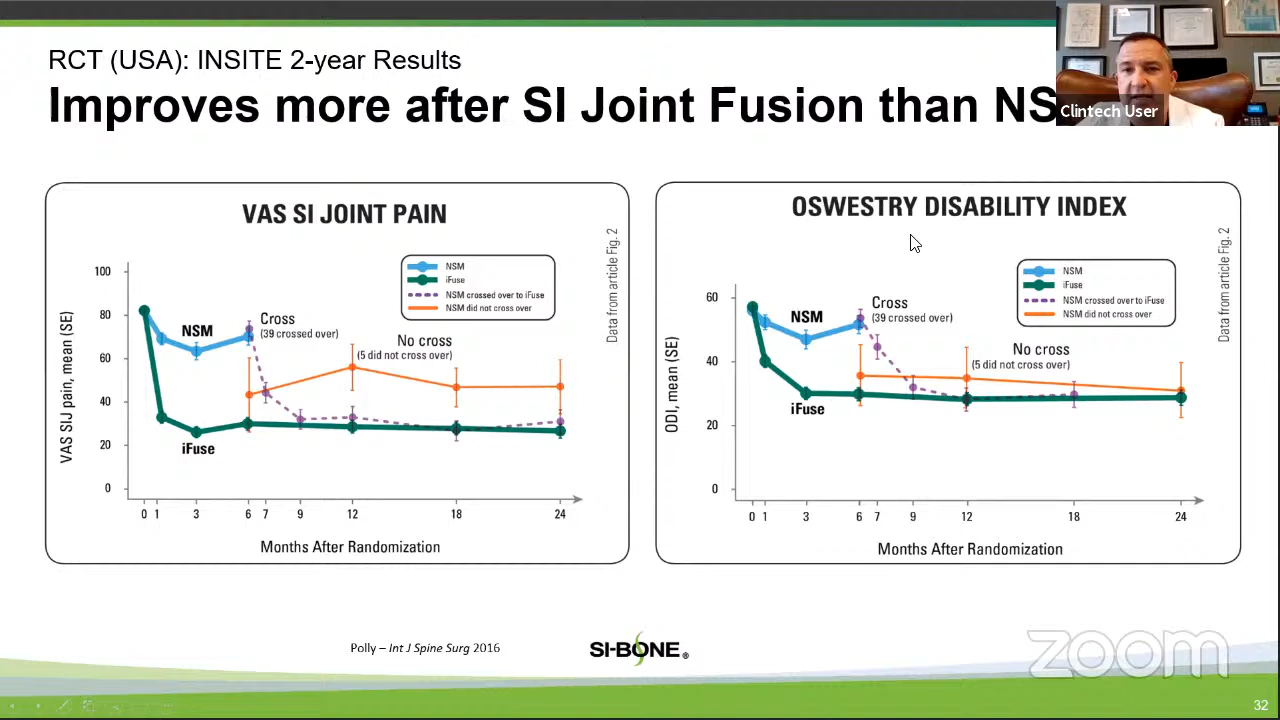 RCT (USA): INSITE 2-year Results
Improves more after SI Joint Fusion than NS
Clintech User
VAS SI JOINT PAIN
Data from article Fig. 2
NSM
iFuse
NSM crossed over to iFuse
NSM did not cross over
VAS SIJ pain, mean (SE)
100
80
60
40
20
0
NSM
Cross
(39 crossed over)
No cross
(5 did not cross over)
iFuse
0 1 3 6 7 9 12 18 24
Months After Randomization
OSWESTRY DISABILITY INDEX
Data from article Fig. 2
NSM
iFuse
NSM crossed over to iFuse
NSM did not cross over
ODI, mean (SE)
60
40
20
0
NSM
Cross
(39 crossed over)
No cross
(5 did not cross over)
iFuse
0 1 3 6 7 9 12 18 24
Months After Randomization
Polly – Int J Spine Surg 2016
SI-BONE®
zoom
32